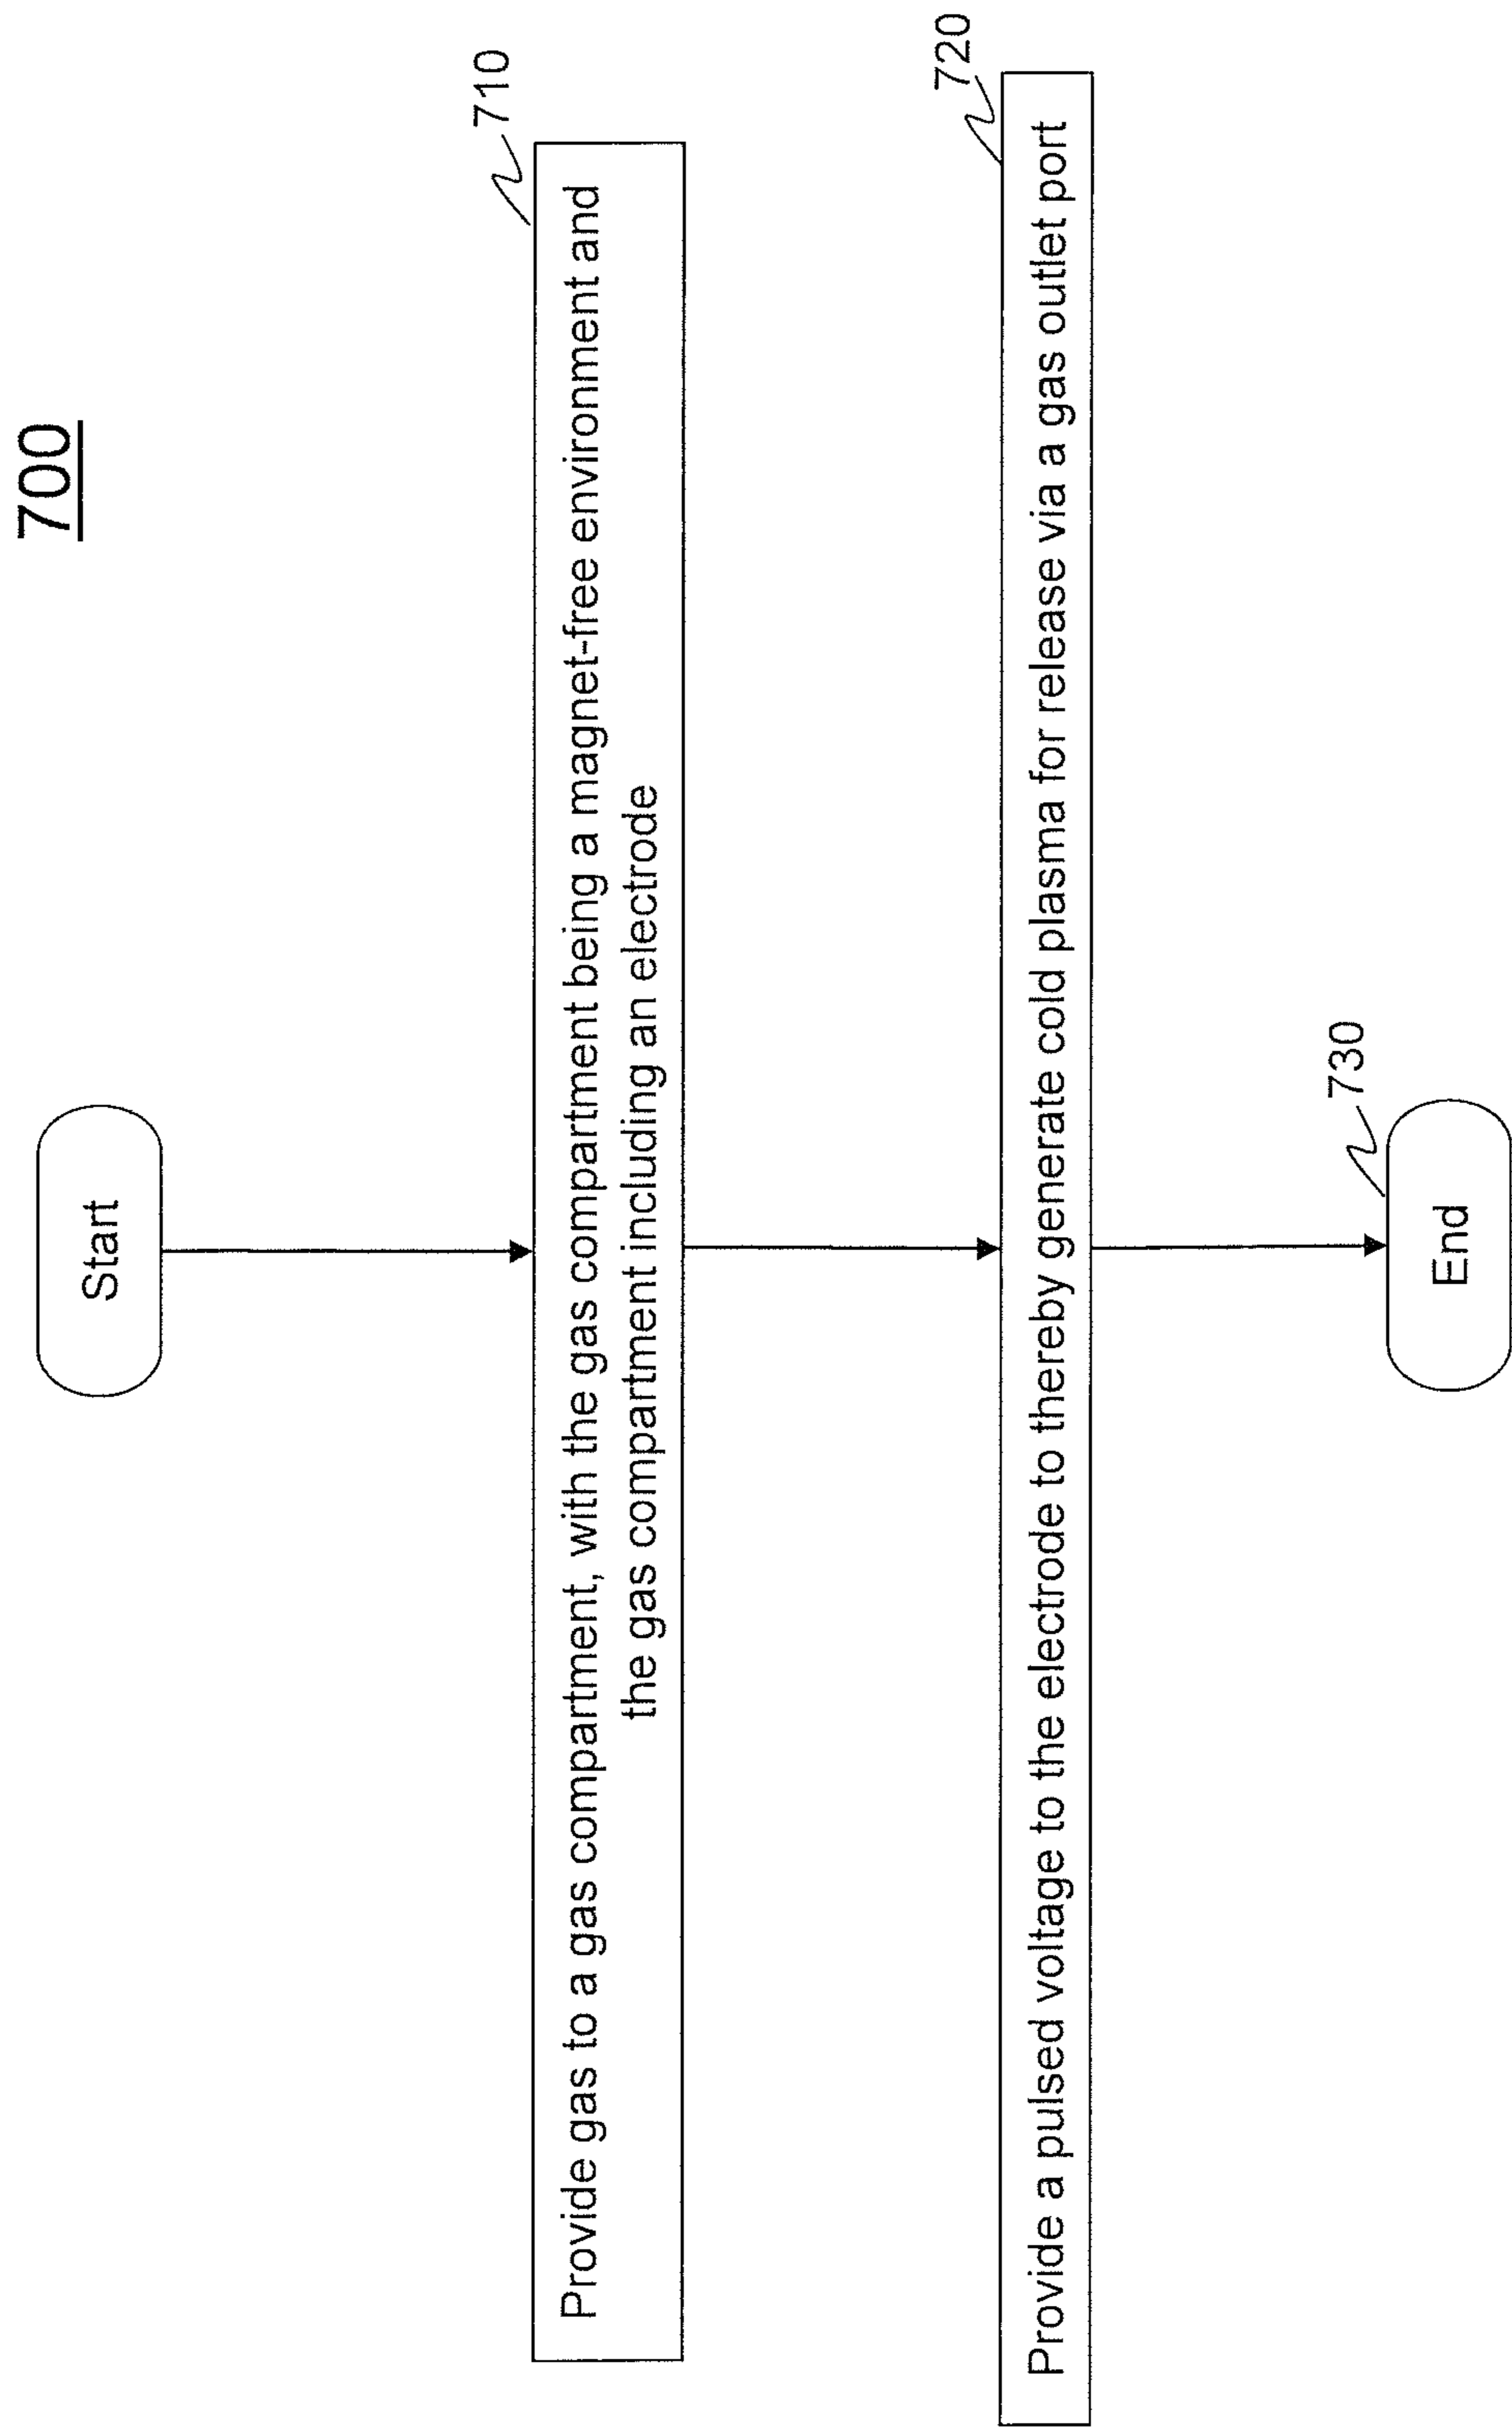 700
Start
710
Provide gas to a gas compartment, with the gas compartment being a magnet-free environment and
the gas compartment including an electrode
720
Provide a pulsed voltage to the electrode to thereby generate cold plasma for release via a gas outlet port
730
End